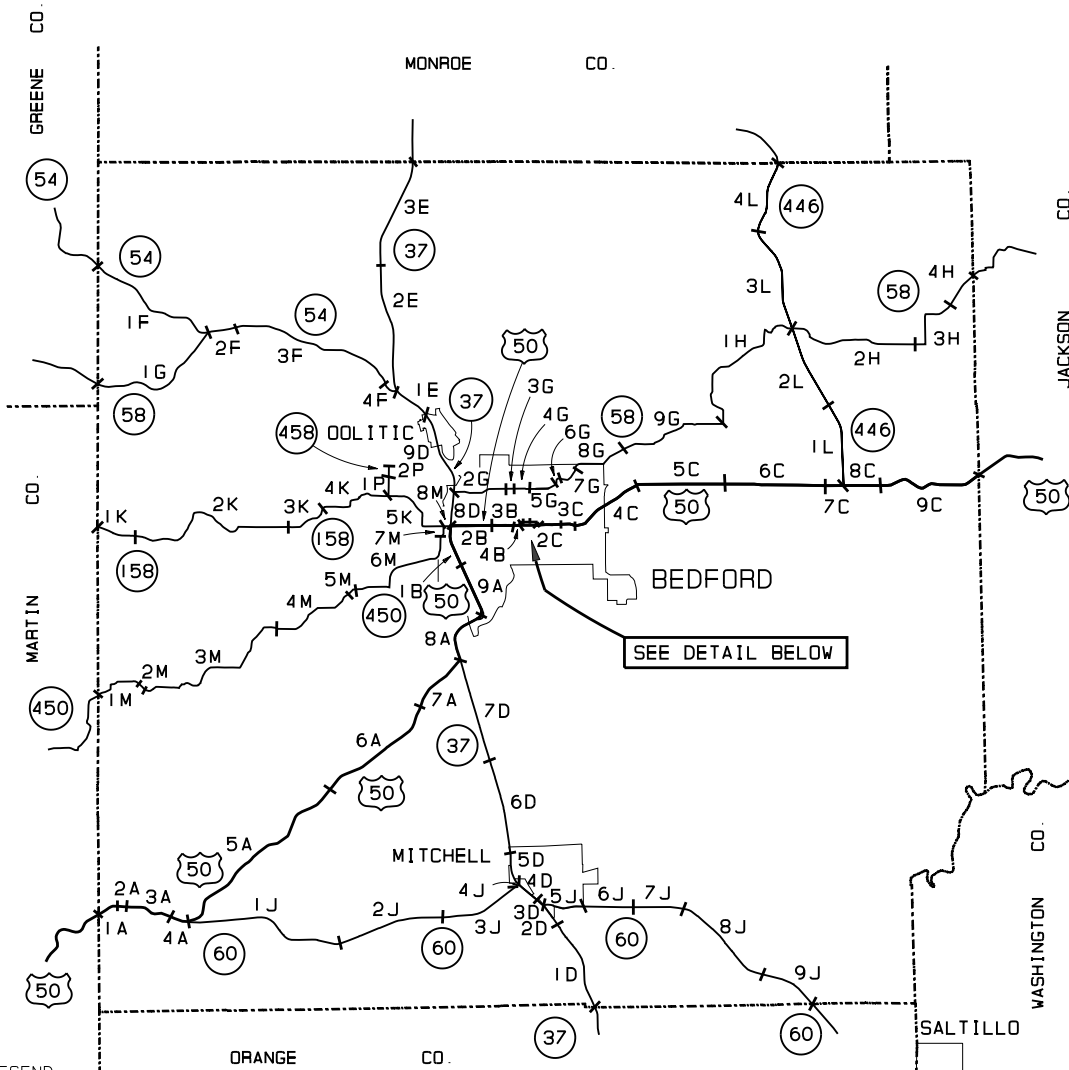 GREENE CO.
MONROE CO.
54
4L
446
3E
CO.
54
37
4H
3L
58
1F
54
2E
JACKSON
50
1H
3H
2F
3F
2H
1G
3G
2L
4F
1E
37
4G
58
9G
58
458
OOLITIC
6G
446
9D
8G
1L
2P
5C
6C
8C
CO.
1P
8M
2G
7G
4K
5G
50
9C
50
2K
3K
8D
3B
3C
4C
7C
1K
5K
2B
2C
158
7M
4B
158
6M
BEDFORD
5M
1B
50
9A
4M
450
MARTIN
8A
SEE DETAIL BELOW
3M
2M
1M
450
7A
7D
6A
37
50
6D
5A
CO.
MITCHELL
5D
50
2A
3A
4J
4D
1J
5J
6J
7J
2J
3D
1A
3J
2D
8J
4A
60
60
60
WASHINGTON
1D
9J
50
SALTILLO
37
ORANGE CO.